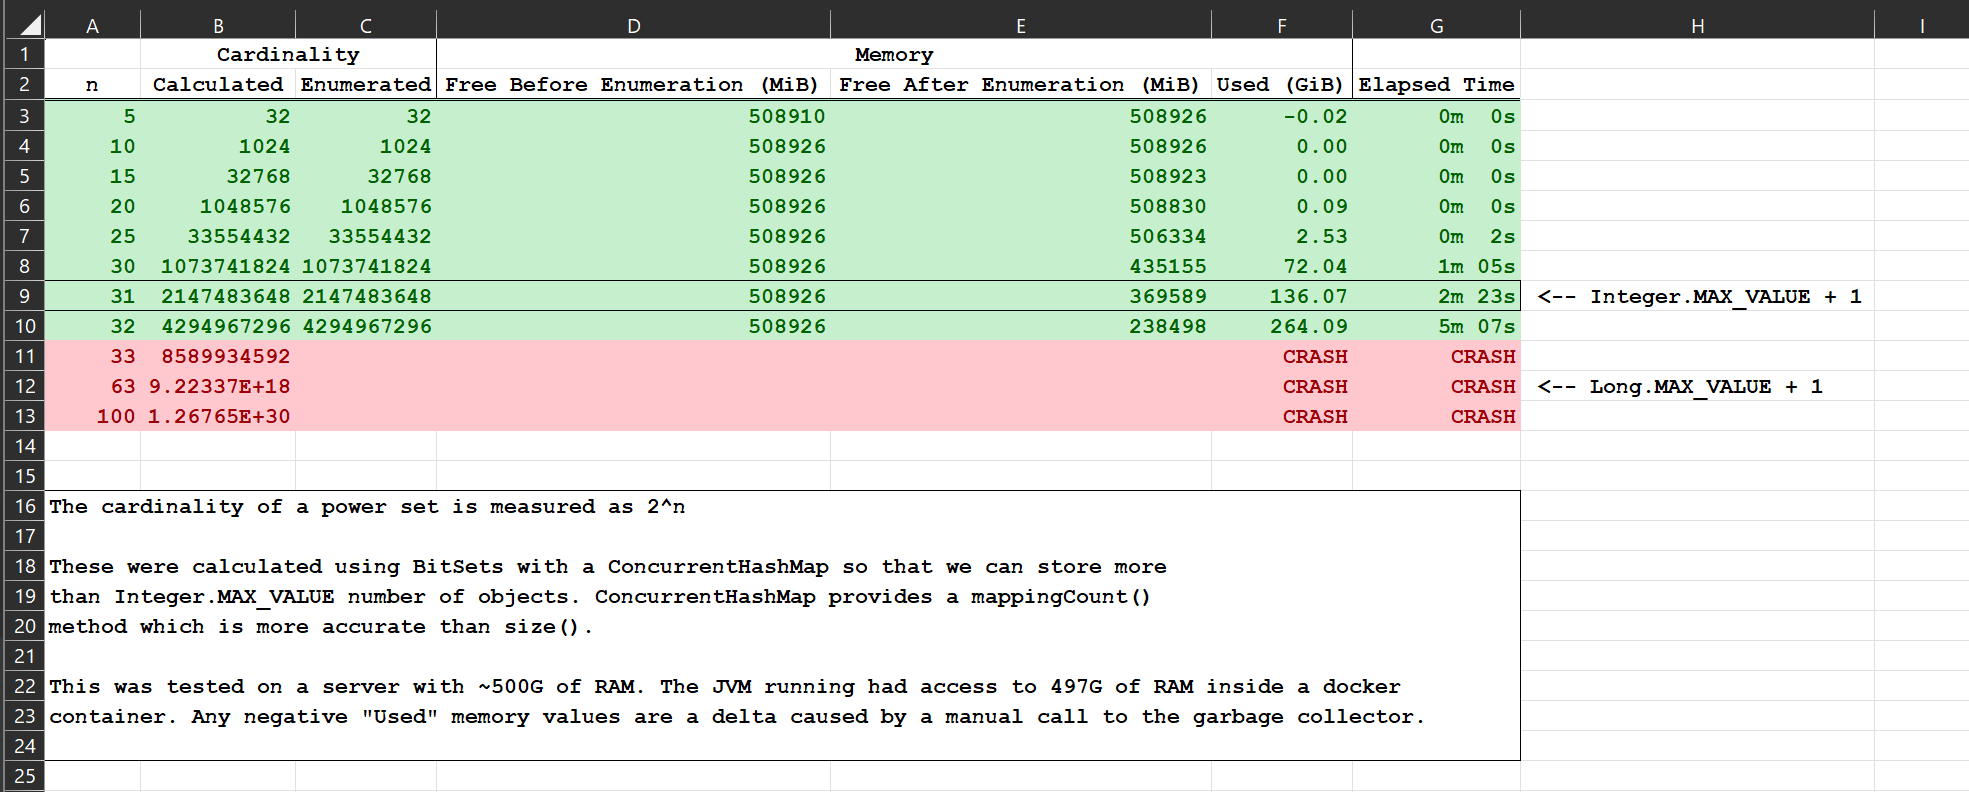 A B C D E F G H I
1 Cardinality Memory
2 n Calculated Enumerated Free Before Enumeration (MiB) Free After Enumeration (MiB) Used (GiB) Elapsed Time
3 5 32 32 508910 508926 -0.02 0m 0s
4 10 1024 1024 508926 508926 0.00 0m 0s
5 15 32768 32768 508926 508923 0.00 0m 0s
6 20 1048576 1048576 508926 508830 0.09 0m 0s
7 25 33554432 33554432 508926 506334 2.53 0m 2s
8 30 1073741824 1073741824 508926 435155 72.04 1m 05s
9 31 2147483648 2147483648 508926 369589 136.07 2m 23s <-- Integer.MAX_VALUE + 1
10 32 4294967296 4294967296 508926 238498 264.09 5m 07s
11 33 8589934592 CRASH CRASH
12 63 9.22337E+18 CRASH CRASH <-- Long.MAX_VALUE + 1
13 100 1.26765E+30 CRASH CRASH
14
15
16 The cardinality of a power set is measured as 2^n
17
18 These were calculated using BitSets with a ConcurrentHashMap so that we can store more
19 than Integer.MAX_VALUE number of objects. ConcurrentHashMap provides a mappingCount()
20 method which is more accurate than size().
21
22 This was tested on a server with ~500G of RAM. The JVM running had access to 497G of RAM inside a docker
23 container. Any negative "Used" memory values are a delta caused by a manual call to the garbage collector.
24
25